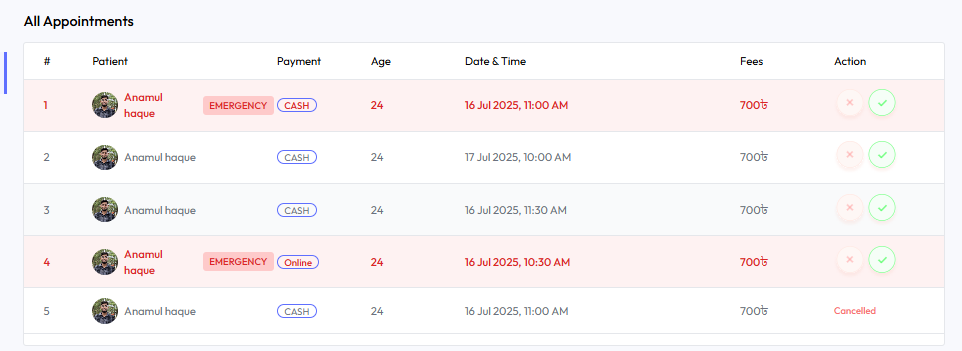 All Appointments
# Patient Payment Age Date & Time Fees Action
1 Anamul haque EMERGENCY CASH 24 16 Jul 2025, 11:00 AM 700৳
2 Anamul haque CASH 24 17 Jul 2025, 10:00 AM 700৳
3 Anamul haque CASH 24 16 Jul 2025, 11:30 AM 700৳
4 Anamul haque EMERGENCY Online 24 16 Jul 2025, 10:30 AM 700৳
5 Anamul haque CASH 24 16 Jul 2025, 11:00 AM 700৳ Cancelled